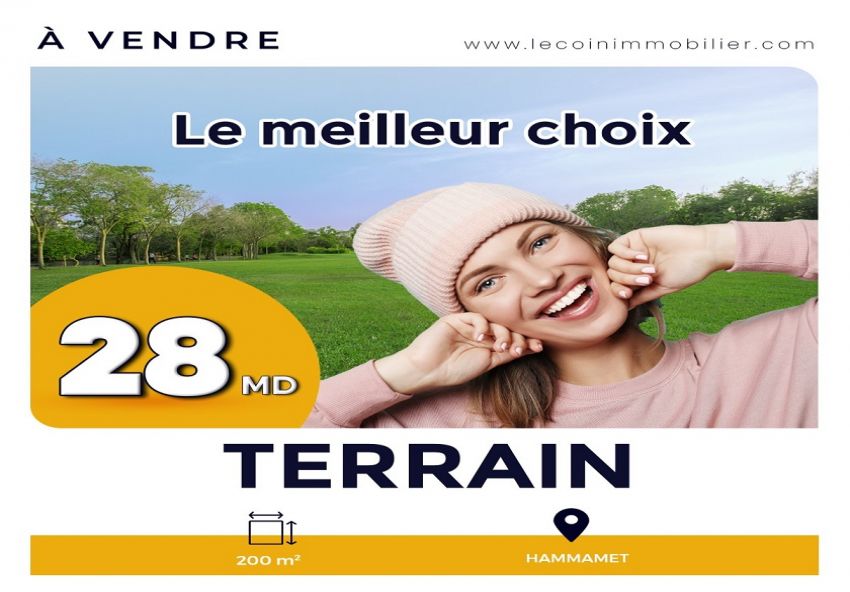 À VENDRE
www.lecoinimmobilier.com
Le meilleur choix
28 MD
TERRAIN
200 m²
HAMMAMET